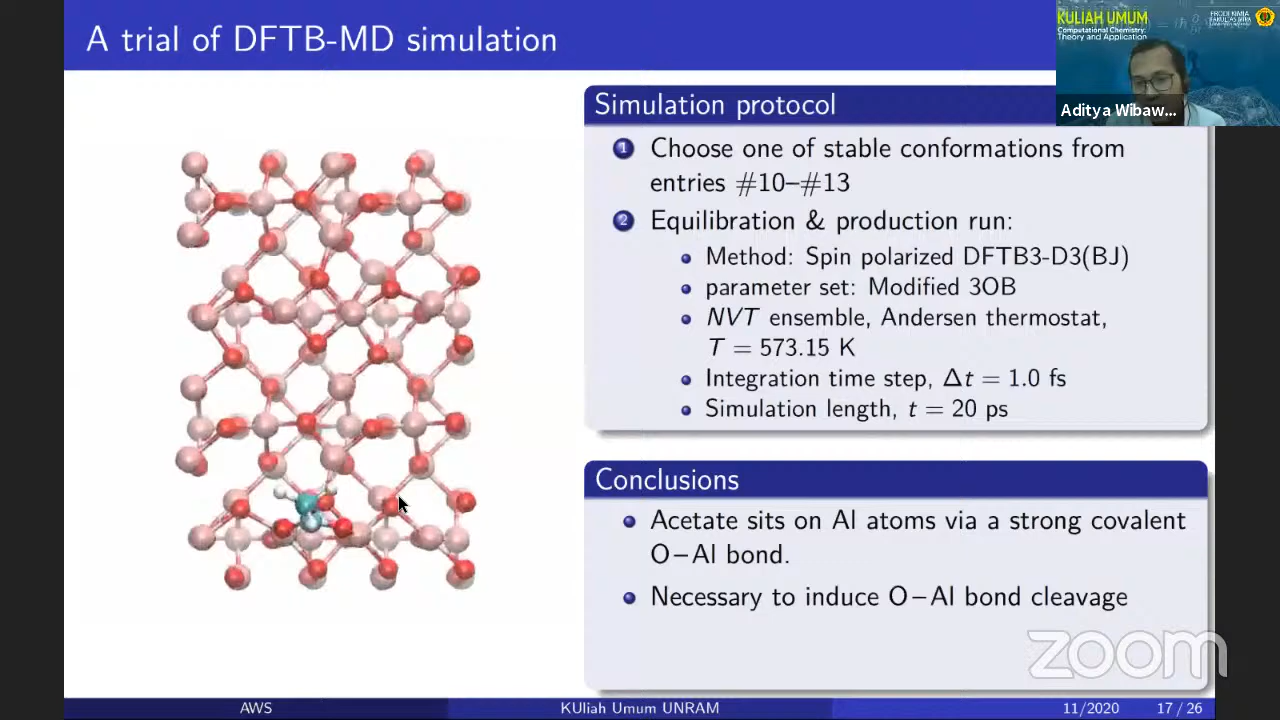 A trial of DFTB-MD simulation
KULIAH UMUM
Computational Chemistry:
Theory and Application
PRODI KIMIA
Aditya Wibaw...
Simulation protocol
1 Choose one of stable conformations from
entries #10–#13
2 Equilibration & production run:
Method: Spin polarized DFTB3-D3(BJ)
parameter set: Modified 3OB
NVT ensemble, Andersen thermostat,
T = 573.15 K
Integration time step, Δt = 1.0 fs
Simulation length, t = 20 ps
Conclusions
Acetate sits on Al atoms via a strong covalent
O–Al bond.
Necessary to induce O–Al bond cleavage
zoom
AWS KUliah Umum UNRAM 11/2020 17 / 26